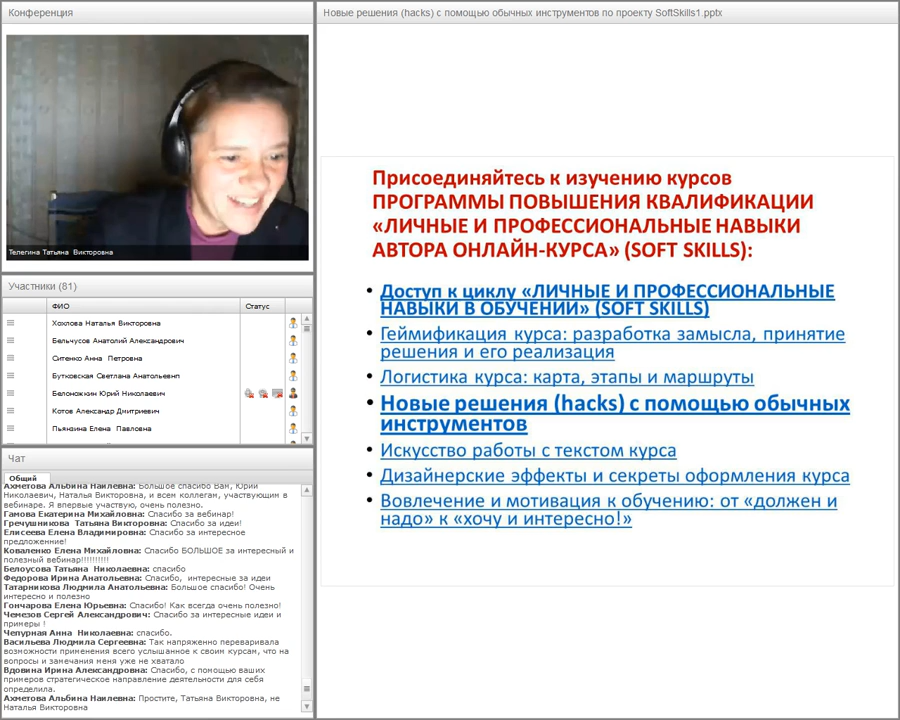 Конференция
Телегина Татьяна Викторовна
Участники (81)
ФИО
Статус
Хохлова Наталья Викторовна
Бельчусов Анатолий Александрович
Ситенко Анна Петровна
Бутковская Светлана Анатольевнп
Белоножкин Юрий Николаевич
Котов Александр Дмитриевич
Пьянзина Елена Павловна
Чат
Общий
Ахметова Альбина Наилевна: Большое спасибо Вам, Юрий
Николаевич, Наталья Викторовна, и всем коллегам, участвующим в
вебинаре. Я впервые участвую, очень полезно.
Гамова Екатерина Михайловна: Спасибо за вебинар!
Гречушникова Татьяна Викторовна: Спасибо за идеи!
Елисеева Елена Владимировна: Спасибо за интересное
предложенние!
Коваленко Елена Михайловна: Спасибо БОЛЬШОЕ за интересный и
полезный вебинар!!!!!!!!!!
Белоусова Татьяна Николаевна: спасибо
Федорова Ирина Анатольевна: Спасибо, интересные за идеи
Татарникова Людмила Анатольевна: Большое спасибо! Очень
интересно и полезно
Гончарова Елена Юрьевна: Спасибо! Как всегда очень полезно!
Чемезов Сергей Александрович: Спасибо за интересные идеи и
примеры !
Чепурная Анна Николаевна: спасибо.
Васильева Людмила Сергеевна: Так напряженно переваривала
возможности применения всего услышанное к своим курсам, что на
вопросы и замечания меня уже не хватало
Вдовина Ирина Александровна: Спасибо, с помощью ваших
примеров стратегическое направление деятельности для себя
определила.
Ахметова Альбина Наилевна: Простите, Татьяна Викторовна, не
Наталья Викторовна
Новые решения (hacks) с помощью обычных инструментов по проекту SoftSkills1.pptx
Присоединяйтесь к изучению курсов
ПРОГРАММЫ ПОВЫШЕНИЯ КВАЛИФИКАЦИИ
«ЛИЧНЫЕ И ПРОФЕССИОНАЛЬНЫЕ НАВЫКИ
АВТОРА ОНЛАЙН-КУРСА» (SOFT SKILLS):
• Доступ к циклу «ЛИЧНЫЕ И ПРОФЕССИОНАЛЬНЫЕ
НАВЫКИ В ОБУЧЕНИИ» (SOFT SKILLS)
• Геймификация курса: разработка замысла, принятие
решения и его реализация
• Логистика курса: карта, этапы и маршруты
• Новые решения (hacks) с помощью обычных
инструментов
• Искусство работы с текстом курса
• Дизайнерские эффекты и секреты оформления курса
• Вовлечение и мотивация к обучению: от «должен и
надо» к «хочу и интересно!»